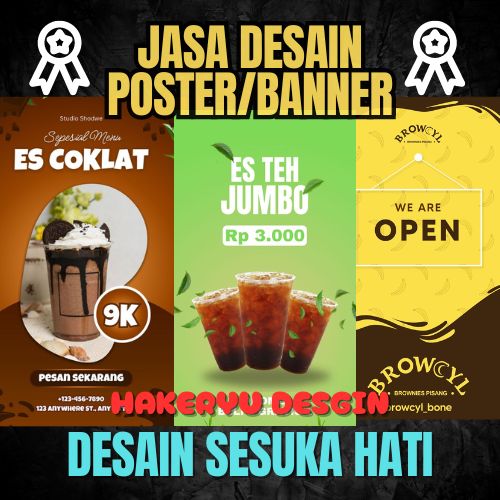 JASA DESAIN
POSTER/BANNER
Studio Shodwe
Sepesial Menu
ES COKLAT
9K
PESAN SEKARANG
+123-456-7890
123 ANYWHERE ST., ANY
ES TEH
JUMBO
Rp 3.000
BROWCYL
BROWNIES PISANG
WE ARE
OPEN
BROWCYL
BROWNIES PISANG
browcyl_bone
HAKERYU DESGIN
DESAIN SESUKA HATI